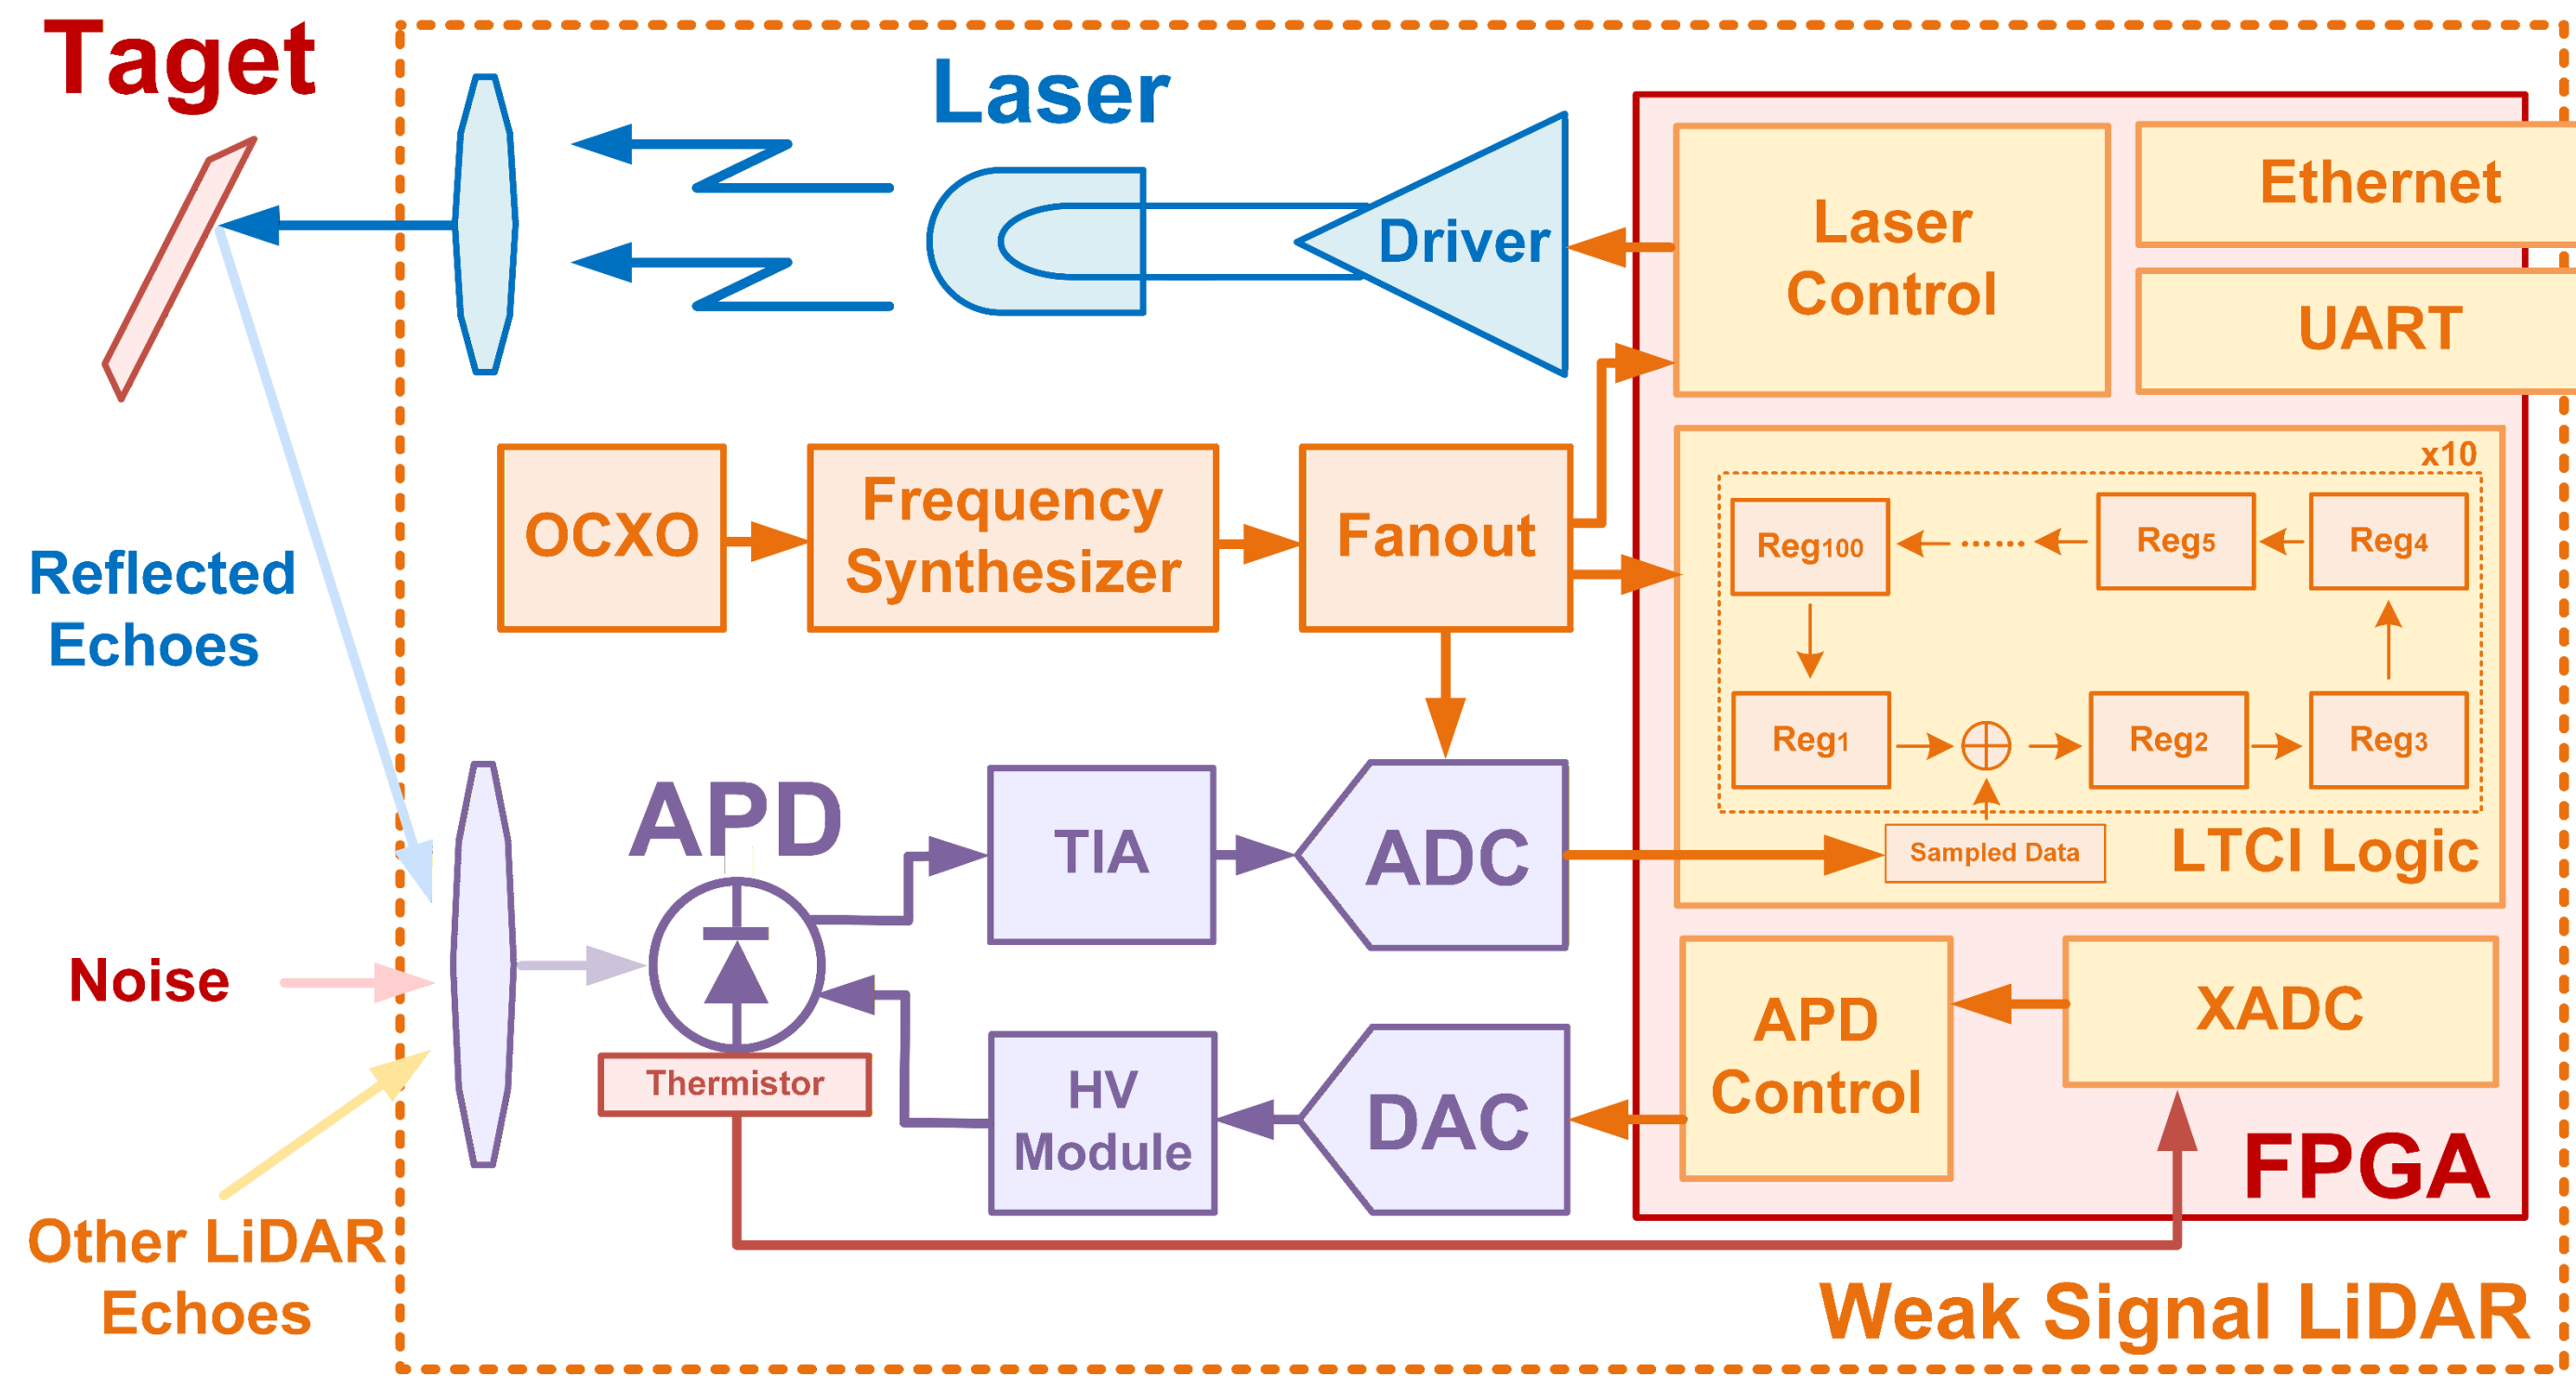 Taget
Laser
Driver
Laser
Control
Ethernet
UART
OCXO
Frequency
Synthesizer
Fanout
x10
Reg100
......
Reg5
Reg4
Reg1
Reg2
Reg3
Sampled Data
LTCI Logic
Reflected
Echoes
Noise
Other LiDAR
Echoes
APD
Thermistor
TIA
ADC
HV
Module
DAC
APD
Control
XADC
FPGA
Weak Signal LiDAR